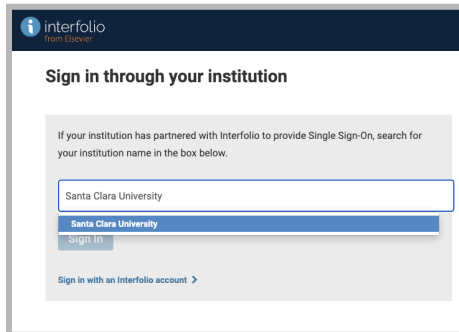 interfolio
from Elsevier
Sign in through your institution
If your institution has partnered with Interfolio to provide Single Sign-On, search for
your institution name in the box below.
Santa Clara University
Santa Clara University
Sign In
Sign in with an Interfolio account